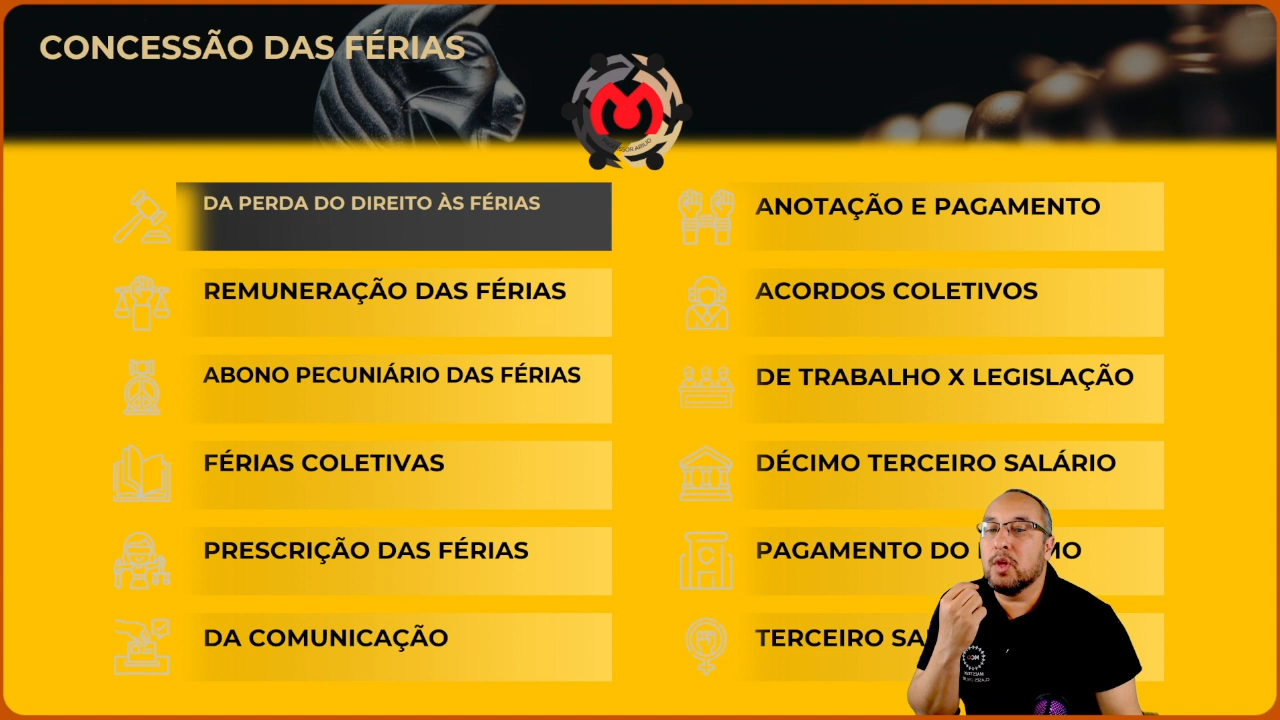 CONCESSÃO DAS FÉRIAS
DA PERDA DO DIREITO ÀS FÉRIAS
REMUNERAÇÃO DAS FÉRIAS
ABONO PECUNIÁRIO DAS FÉRIAS
FÉRIAS COLETIVAS
PRESCRIÇÃO DAS FÉRIAS
DA COMUNICAÇÃO
ANOTAÇÃO E PAGAMENTO
ACORDOS COLETIVOS
DE TRABALHO X LEGISLAÇÃO
DÉCIMO TERCEIRO SALÁRIO
PAGAMENTO DO
TERCEIRO